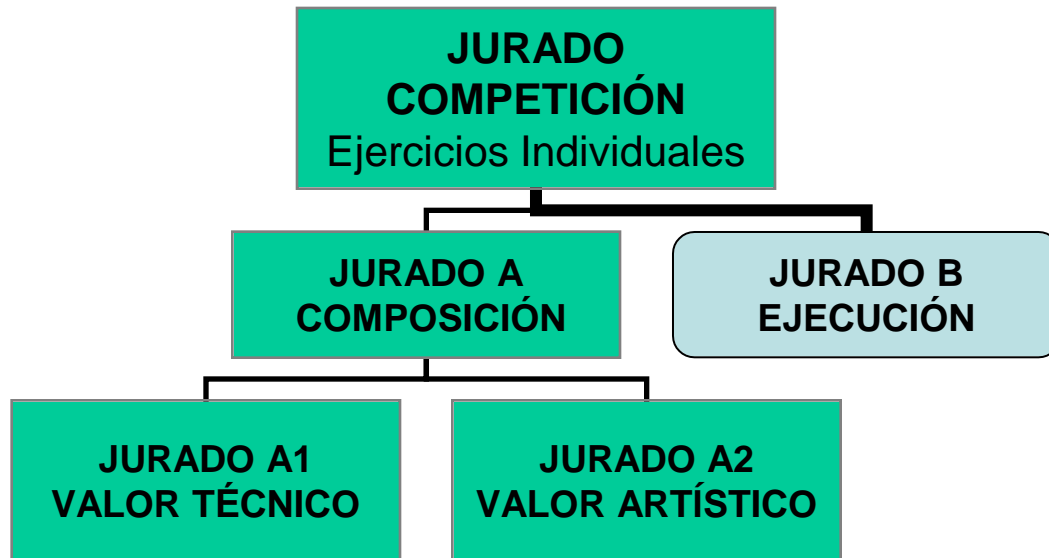 JURADO
COMPETICIÓN
Ejercicios Individuales
JURADO A
COMPOSICIÓN
JURADO B
EJECUCIÓN
JURADO A1
VALOR TÉCNICO
JURADO A2
VALOR ARTÍSTICO